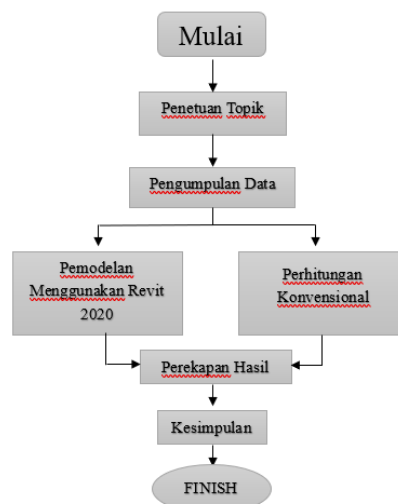 Mulai
Penetuan Topik
Pengumpulan Data
Pemodelan
Menggunakan Revit
2020
Perhitungan
Konvensional
Perekapan Hasil
Kesimpulan
FINISH